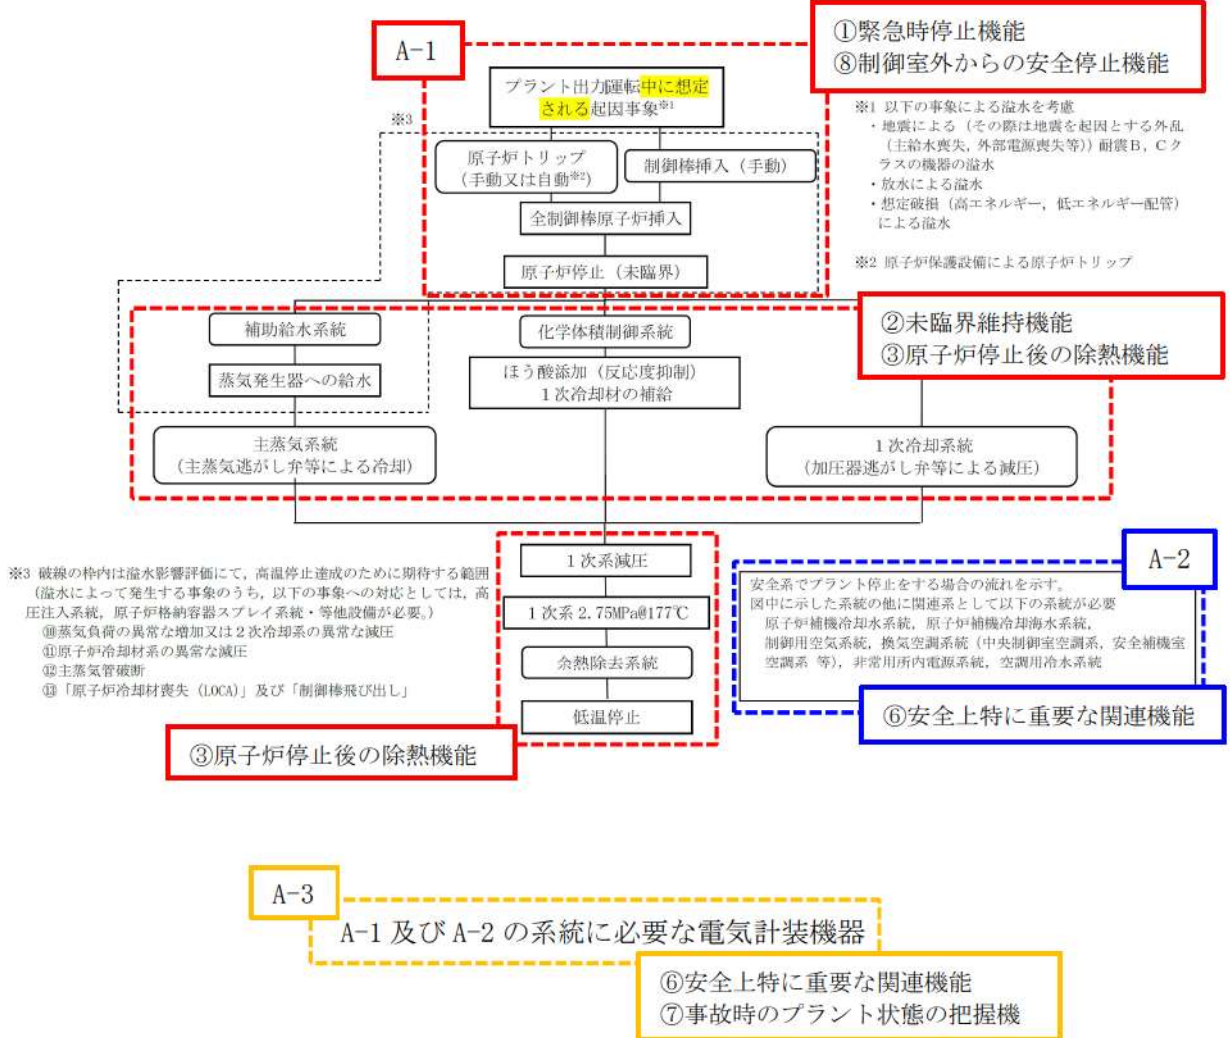 A-1
①緊急時停止機能
⑧制御室外からの安全停止機能
プラント出力運転中に想定
される起因事象※1
※3
原子炉トリップ
(手動又は自動※2)
制御棒挿入（手動）
全制御棒原子炉挿入
原子炉停止（未臨界）
※1 以下の事象による溢水を考慮
・地震による（その際は地震を起因とする外乱
（主給水喪失，外部電源喪失等））耐震Ｂ，Ｃク
ラスの機器の溢水
・放水による溢水
・想定破損（高エネルギー，低エネルギー配管）
による溢水
※2 原子炉保護設備による原子炉トリップ
②未臨界維持機能
③原子炉停止後の除熱機能
補助給水系統
蒸気発生器への給水
主蒸気系統
(主蒸気逃がし弁等による冷却)
化学体積制御系統
ほう酸添加（反応度抑制）
１次冷却材の補給
１次冷却系統
(加圧器逃がし弁等による減圧)
１次系減圧
１次系 2.75MPa@177℃
余熱除去系統
低温停止
③原子炉停止後の除熱機能
※3 破線の枠内は溢水影響評価にて，高温停止達成のために期待する範囲
（溢水によって発生する事象のうち，以下の事象への対応としては，高
圧注入系統，原子炉格納容器スプレイ系統・等他設備が必要。）
⑩蒸気負荷の異常な増加又は２次冷却系の異常な減圧
⑪原子炉冷却材系の異常な減圧
⑫主蒸気管破断
⑬「原子炉冷却材喪失（LOCA)」及び「制御棒飛び出し」
A-2
安全系でプラント停止をする場合の流れを示す。
図中に示した系統の他に関連系として以下の系統が必要
原子炉補機冷却水系統，原子炉補機冷却海水系統，
制御用空気系統，換気空調系統（中央制御室空調系，安全補機室
空調系 等)，非常用所内電源系統，空調用冷水系統
⑥安全上特に重要な関連機能
A-3
A-1 及び A-2 の系統に必要な電気計装機器
⑥安全上特に重要な関連機能
⑦事故時のプラント状態の把握機